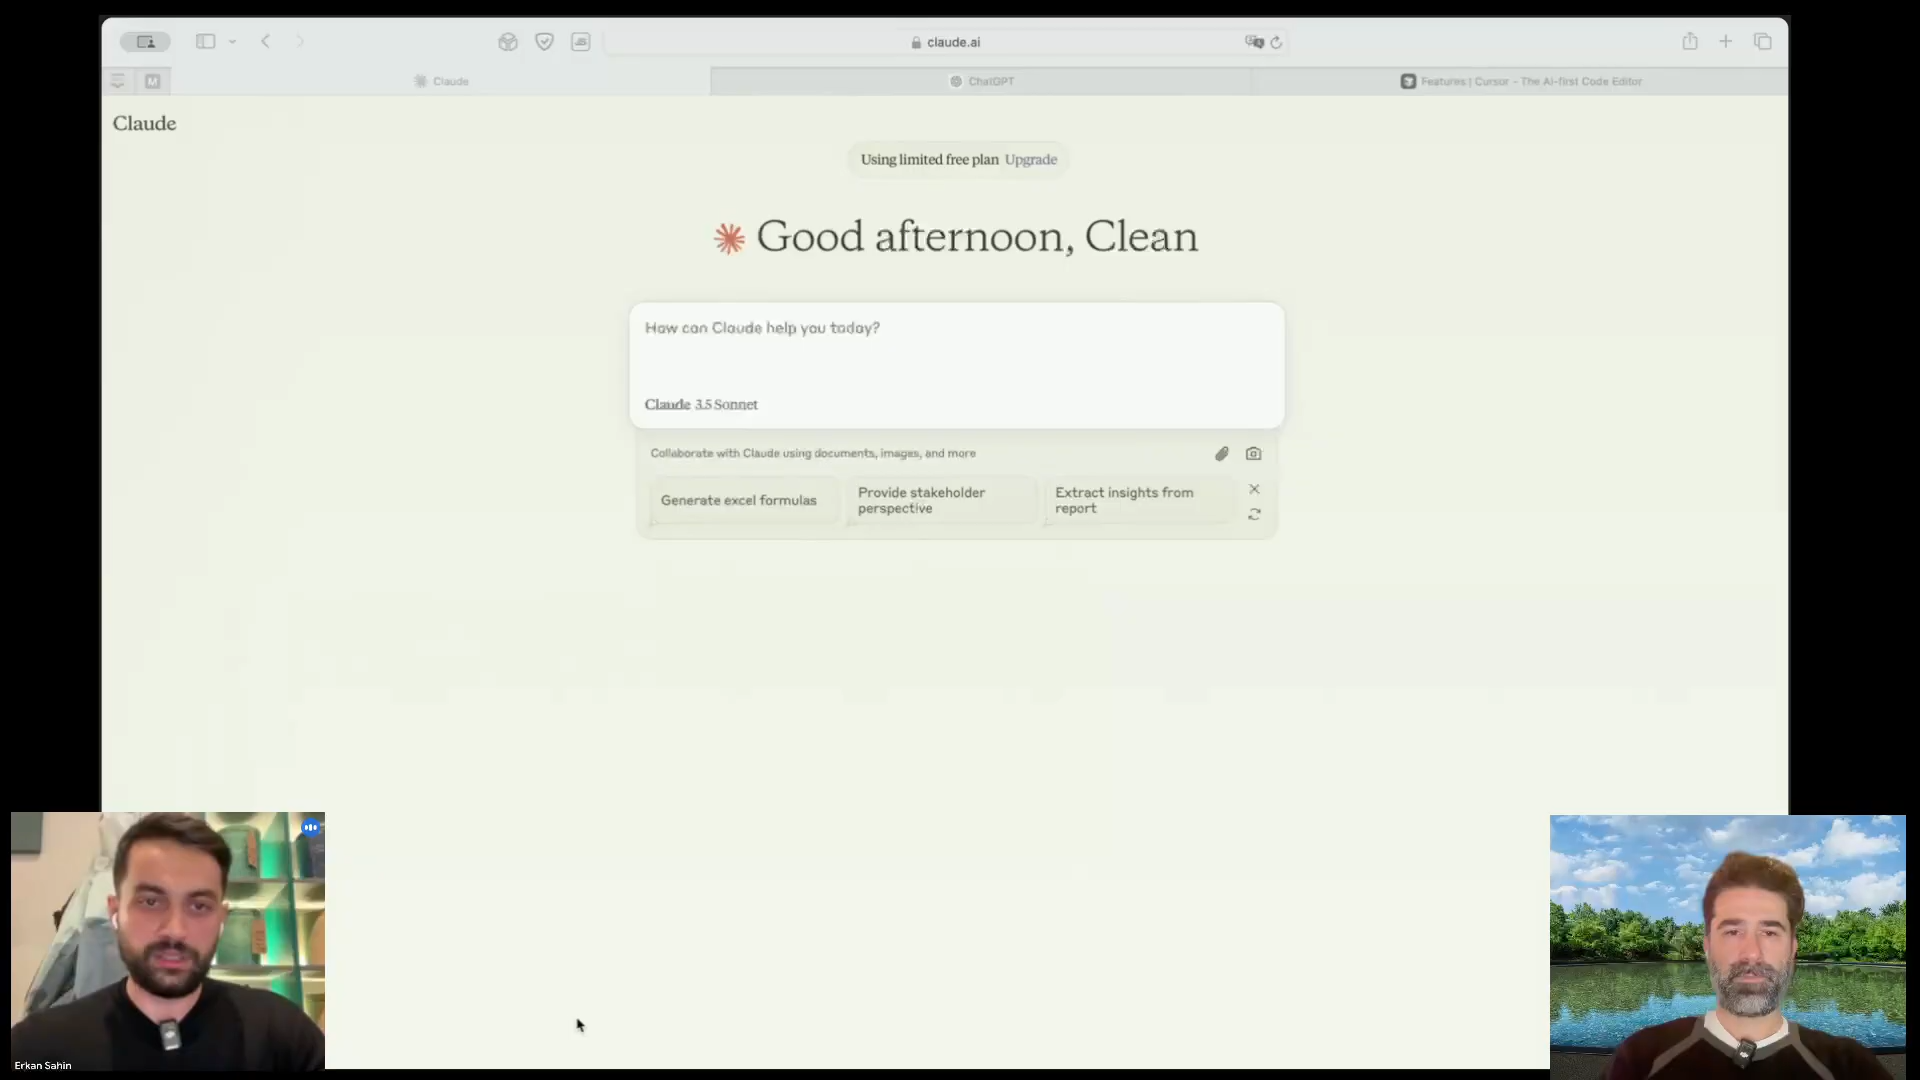 claude.ai
Claude
ChatGPT
Features | Cursor - The AI-first Code Editor
Claude
Using limited free plan Upgrade
Good afternoon, Clean
How can Claude help you today?
Claude 3.5 Sonnet
Collaborate with Claude using documents, images, and more
Generate excel formulas
Provide stakeholder
perspective
Extract insights from
report
Erkan Sahin